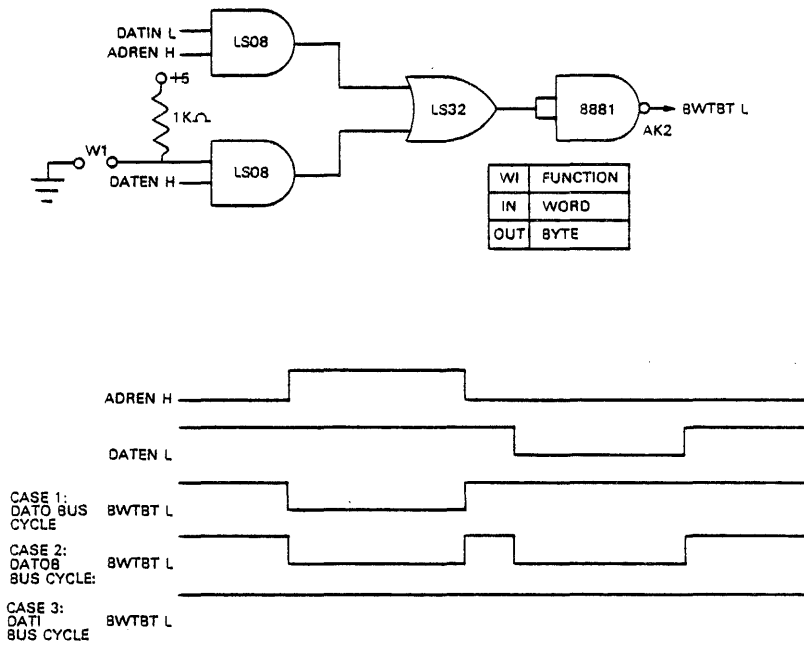 DATIN L
ADREN H
LS08
+5
1KΩ
W1
DATEN H
LS08
LS32
8881
AK2
BWTBT L
WI FUNCTION
IN WORD
OUT BYTE
ADREN H
DATEN L
CASE 1:
DATO BUS
CYCLE
BWTBT L
CASE 2:
DATOB
BUS CYCLE:
BWTBT L
CASE 3:
DATI
BUS CYCLE
BWTBT L